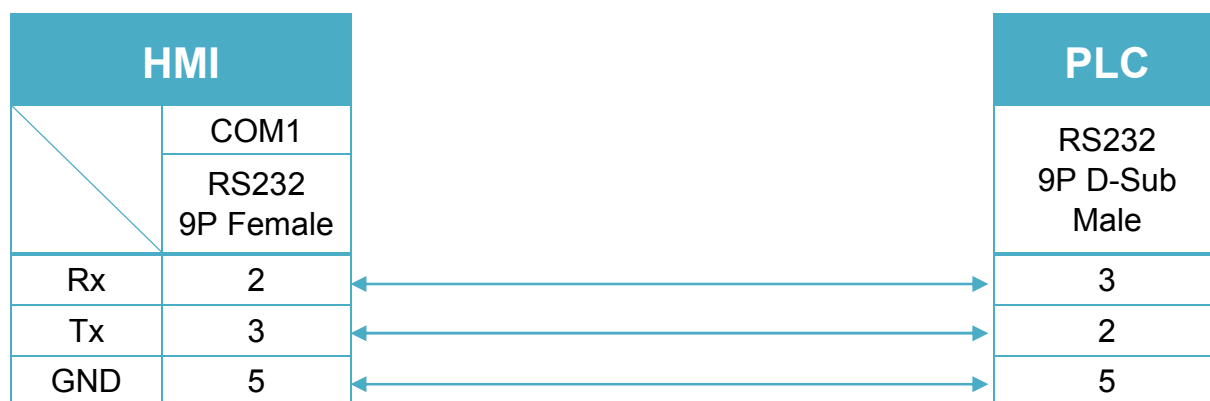 HMI
PLC
COM1
RS232
9P Female
RS232
9P D-Sub
Male
Rx 2 3
Tx 3 2
GND 5 5